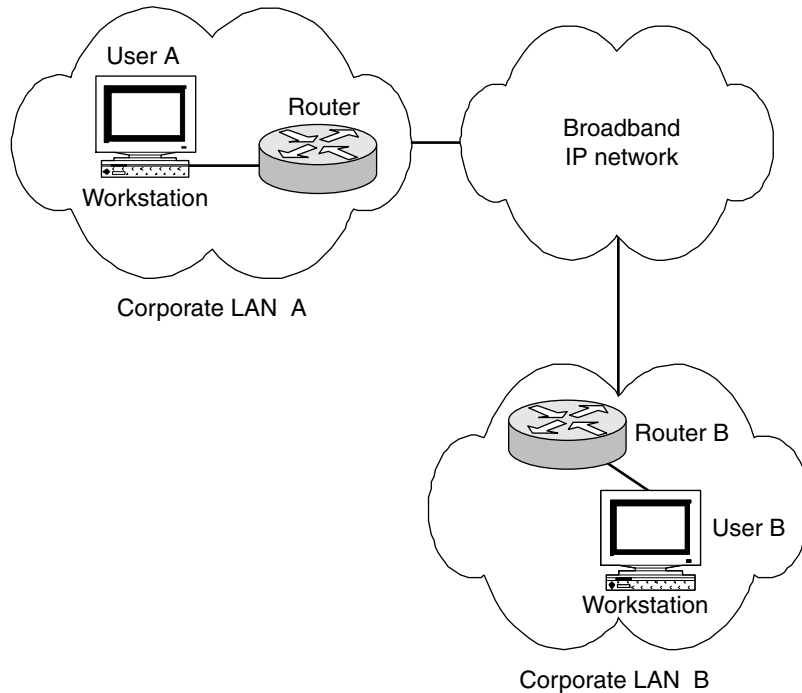 User A
Router
Workstation
Corporate LAN A
Broadband
IP network
Router B
User B
Workstation
Corporate LAN B